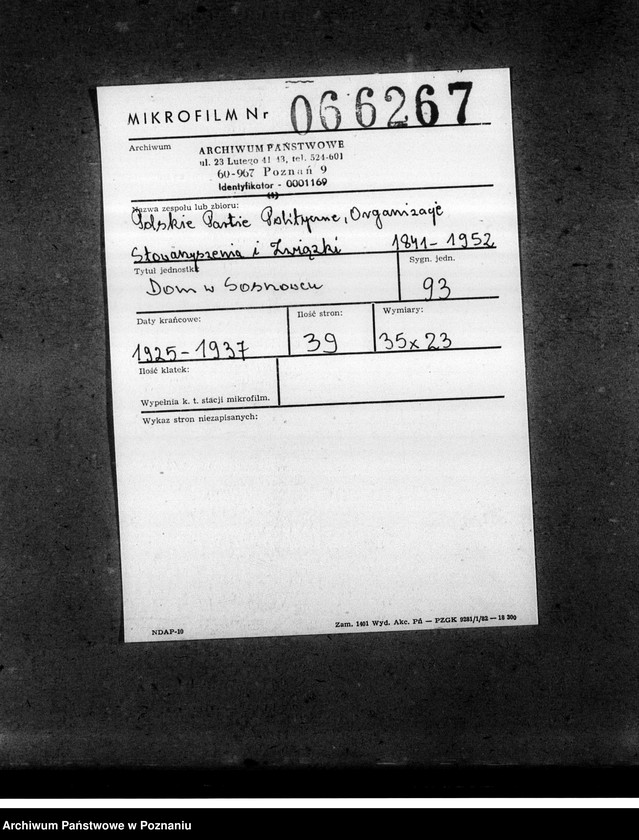 MIKROFILM Nr 066267
Archiwum
ARCHIWUM PAŃSTWOWE
ul. 23 Lutego 41 43, tel. 524-601
60-967 Poznań 9
Identyfikator - 0001169
(1)
Nazwa zespołu lub zbioru:
Polskie Partie Polityczne, Organizacje
Stowarzyszenia i Związki 1841-1952
Tytuł jednostki
Sygn. jedn.
Dom w Sosnowcu
93
Daty krańcowe:
Ilość stron:
Wymiary:
1925-1937
39
35x23
Ilość klatek:
Wypełnia k. t. stacji mikrofilm.
Wykaz stron niezapisanych:
NDAP-10
Zam. 1401 Wyd. Akc. Pń — PZGK 9281/1/82 — 18 300
Archiwum Państwowe w Poznaniu